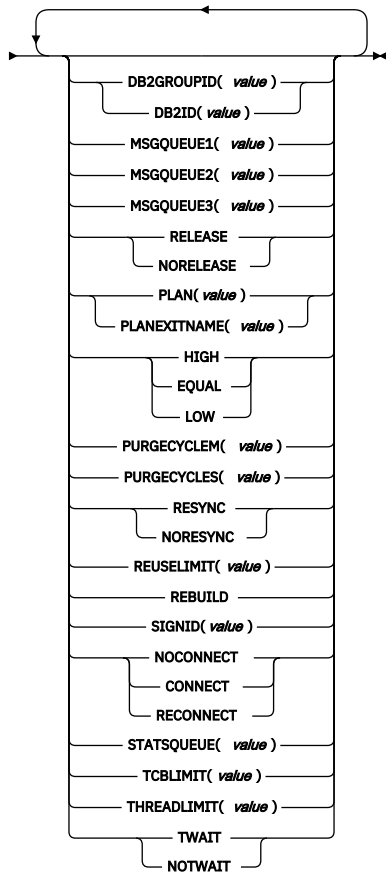 DB2GROUPID( value )
DB2ID( value )
MSGQUEUE1( value )
MSGQUEUE2( value )
MSGQUEUE3( value )
RELEASE
NORELEASE
PLAN( value )
PLANEXITNAME( value )
HIGH
EQUAL
LOW
PURGECYCLEM( value )
PURGECYCLES( value )
RESYNC
NORESYNC
REUSELIMIT( value )
REBUILD
SIGNID( value )
NOCONNECT
CONNECT
RECONNECT
STATSQUEUE( value )
TCBLIMIT( value )
THREADLIMIT( value )
TWAIT
NOTWAIT